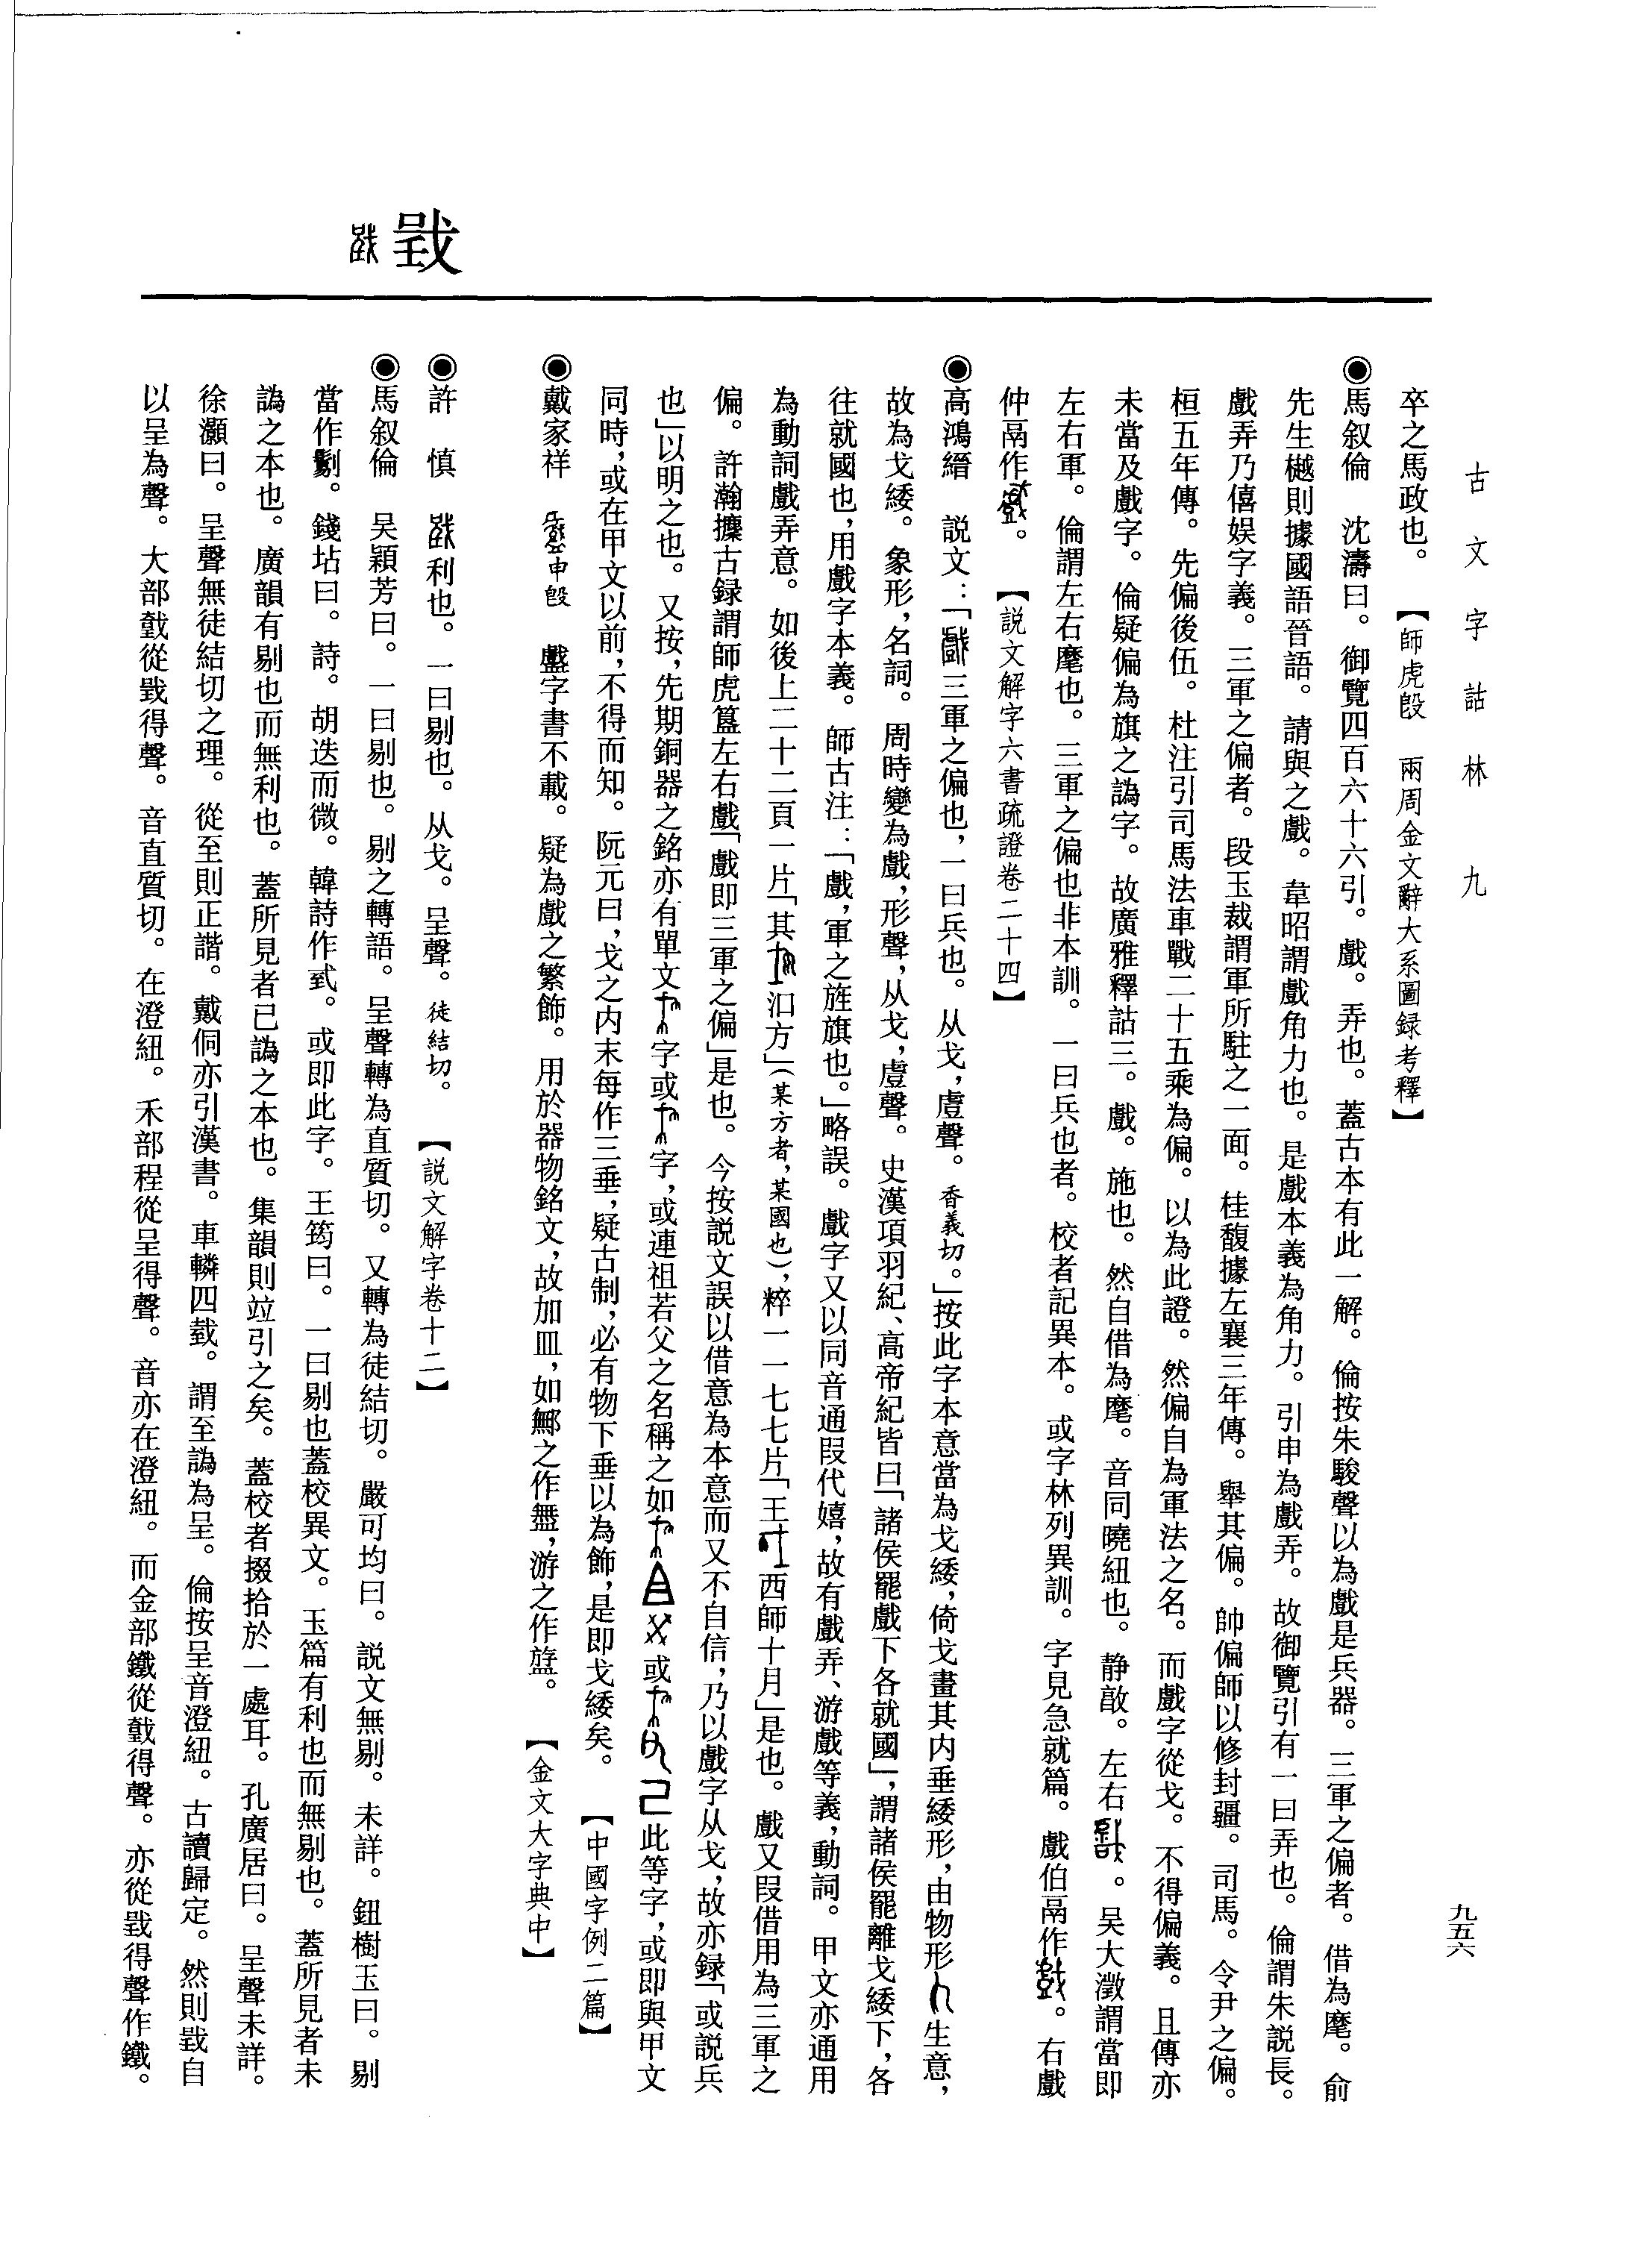 古文字詁林 九
九五六
卒之馬政也。【師虎𣪘 兩周金文辭大系圖録考釋】
◉馬叙倫 沈濤曰。御覽四百六十六引。戲。弄也。蓋古本有此一解。倫按朱駿聲以為戲是兵器。三軍之偏者。借為麾。俞
先生樾則據國語晉語。請與之戲。韋昭謂戲角力也。是戲本義為角力。引申為戲弄。故御覽引有一曰弄也。倫謂朱説長。
戲弄乃僖娱字義。三軍之偏者。段玉裁謂軍所駐之一面。桂馥據左襄三年傳。舉其偏。帥偏師以修封疆。司馬。令尹之偏。
桓五年傳。先偏後伍。杜注引司馬法車戰二十五乘為偏。以為此證。然偏自為軍法之名。而戲字從戈。不得偏義。且傳亦
未當及戲字。倫疑偏為旗之譌字。故廣雅釋詁三。戲。施也。然自借為麾。音同曉紐也。静𣪘。左右。吴大澂謂當即
左右軍。倫謂左右麾也。三軍之偏也非本訓。一曰兵也者。校者記異本。或字林列異訓。字見急就篇。戲伯鬲作。右戲
仲鬲作。【説文解字六書疏證卷二十四】
◉高鴻縉 説文：「三軍之偏也，一曰兵也。从戈，䖒聲。香義切。」按此字本意當為戈緌，倚戈畫其内垂緌形，由物形生意，
故為戈緌。象形，名詞。周時變為戲，形聲，从戈，䖒聲。史漢項羽紀、高帝紀皆曰「諸侯罷戲下各就國」，謂諸侯罷離戈緌下，各
往就國也，用戲字本義。師古注：「戲，軍之旌旗也。」略誤。戲字又以同音通叚代嬉，故有戲弄、游戲等義，動詞。甲文亦通用
為動詞戲弄意。如後上二十二頁一片「其𣲾方」（某方者，某國也），粹一一七七片「王西師十月」是也。戲又叚借用為三軍之
偏。許瀚攈古録謂師虎簋左右戲「戲即三軍之偏」是也。今按説文誤以借意為本意而又不自信，乃以戲字从戈，故亦録「或説兵
也」以明之也。又按，先期銅器之銘亦有單文字或字，或連祖若父之名稱之如或此等字，或即與甲文
同時，或在甲文以前，不得而知。阮元曰，戈之内末每作三垂，疑古制，必有物下垂以為飾，是即戈緌矣。【中國字例二篇】
◉戴家祥 申𣪘 字書不載。疑為戲之繁飾。用於器物銘文，故加皿，如鄦之作盨，游之作。【金文大字典中】
𢧜
◉許 慎 利也。一曰剔也。从戈。呈聲。徒結切。【説文解字卷十二】
◉馬叙倫 吴穎芳曰。一曰剔也。剔之轉語。呈聲轉為直質切。又轉為徒結切。嚴可均曰。説文無剔。未詳。鈕樹玉曰。剔
當作鬄。錢坫曰。詩。胡迭而微。韓詩作䟡。或即此字。王筠曰。一曰剔也蓋校異文。玉篇有利也而無剔也。蓋所見者未
譌之本也。廣韻有剔也而無利也。蓋所見者已譌之本也。集韻則竝引之矣。蓋校者掇拾於一處耳。孔廣居曰。呈聲未詳。
徐灝曰。呈聲無徒結切之理。從至則正諧。戴侗亦引漢書。車轔四㦶。謂至譌為呈。倫按呈音澄紐。古讀歸定。然則𢧜自
以呈為聲。大部戴從𢧜得聲。音直質切。在澄紐。禾部程從呈得聲。音亦在澄紐。而金部鐵從𢧜得聲。亦從𢧜得聲作鐵。